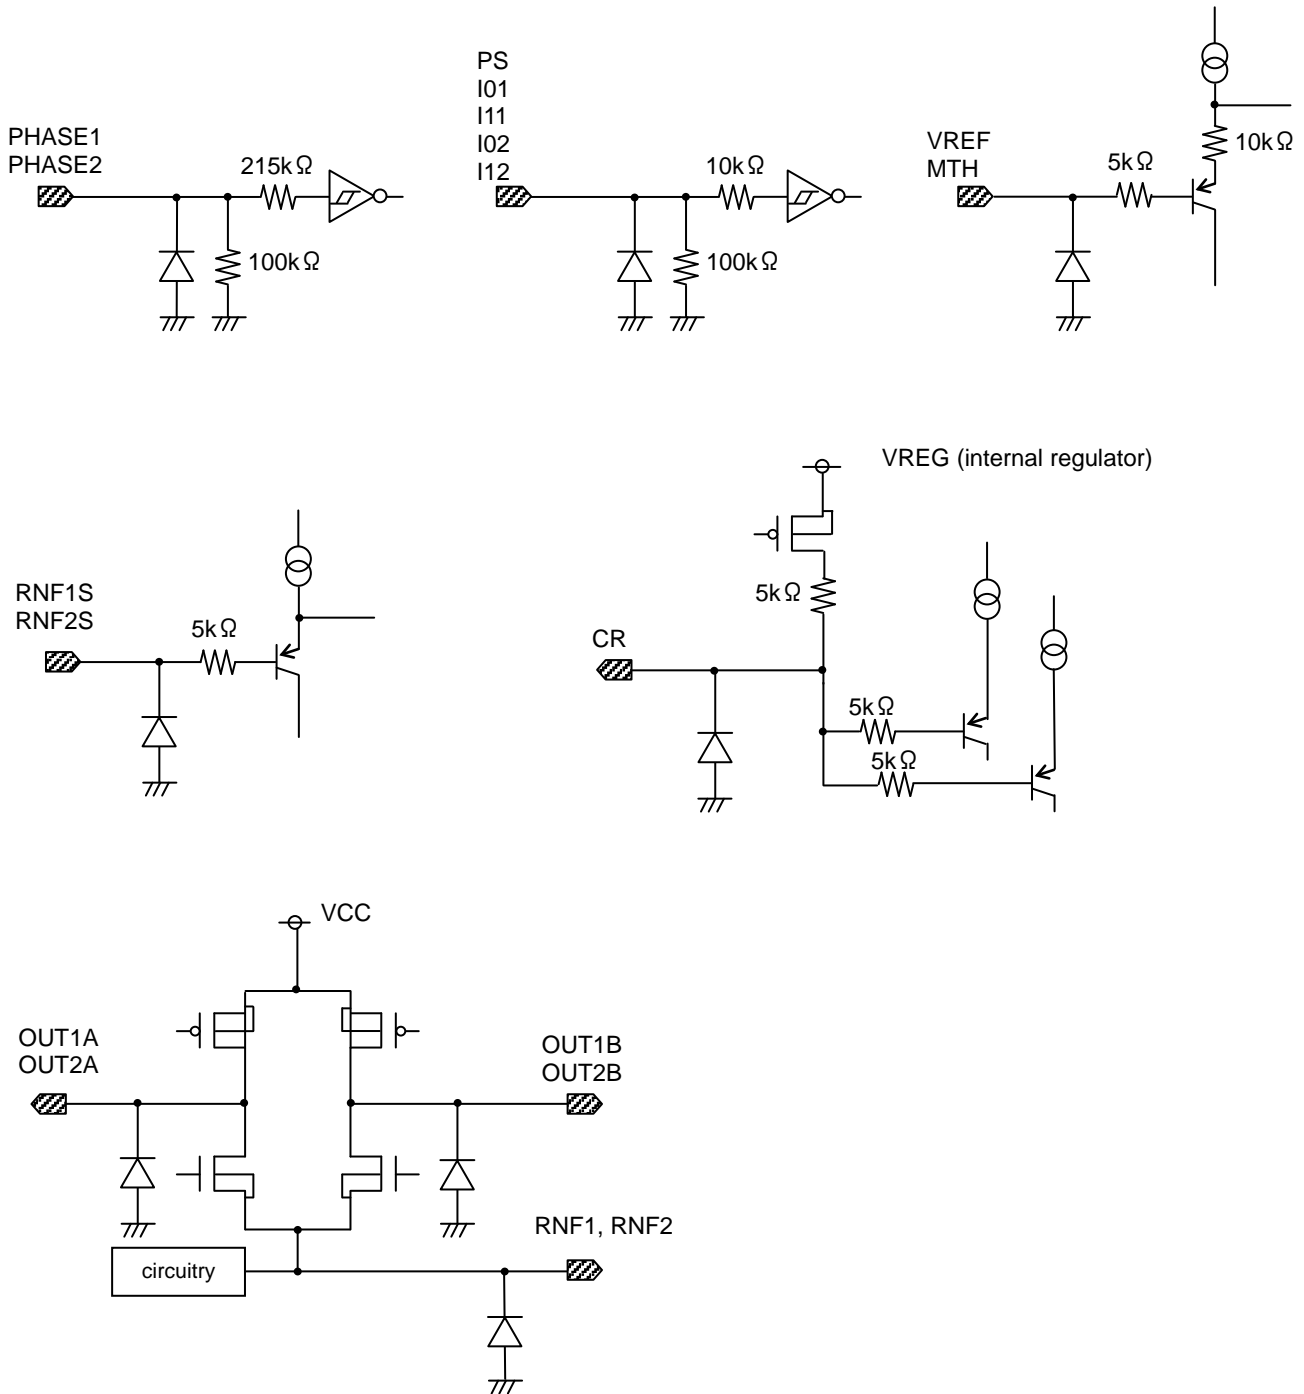 PHASE1
PHASE2
215kΩ
100kΩ
PS
I01
I11
I02
I12
10kΩ
100kΩ
VREF
MTH
5kΩ
10kΩ
RNF1S
RNF2S
5kΩ
VREG (internal regulator)
5kΩ
CR
5kΩ
5kΩ
VCC
OUT1A
OUT2A
OUT1B
OUT2B
RNF1, RNF2
circuitry